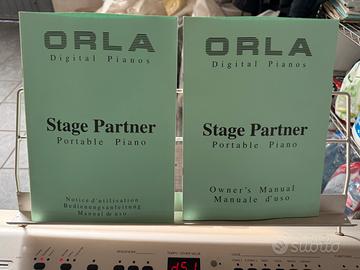 ORLA
Digital Pianos
Stage Partner
Portable Piano
Notice d'utilisation
Bedienungsanleitung
Manual de uso
ORLA
Digital Pianos
Stage Partner
Portable Piano
Owner's Manual
Manuale d'uso
subito